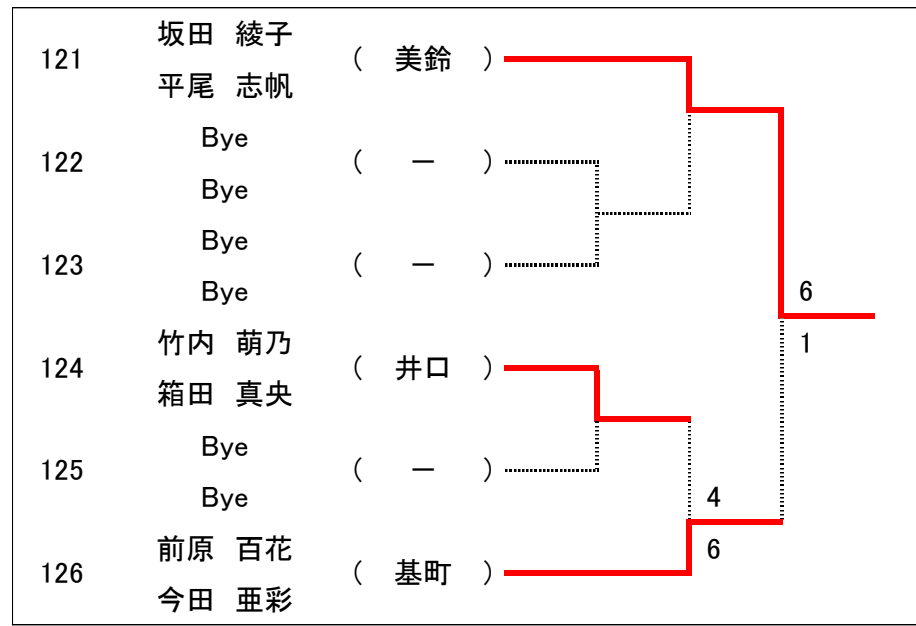 坂田 綾子
121 ( 美鈴 )
平尾 志帆
Bye
122 ( ー )
Bye
Bye
123 ( ー )
Bye
6
竹内 萌乃
1
124 ( 井口 )
箱田 真央
Bye
125 ( ー )
Bye
4
前原 百花
6
126 ( 基町 )
今田 亜彩